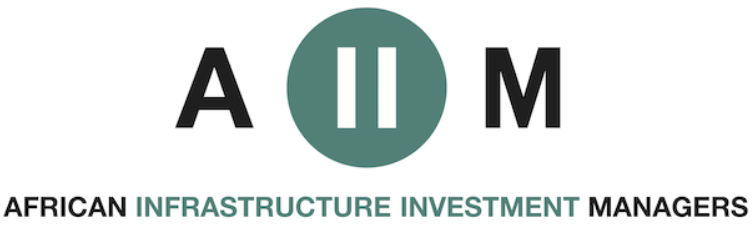 A II M
AFRICAN INFRASTRUCTURE INVESTMENT MANAGERS